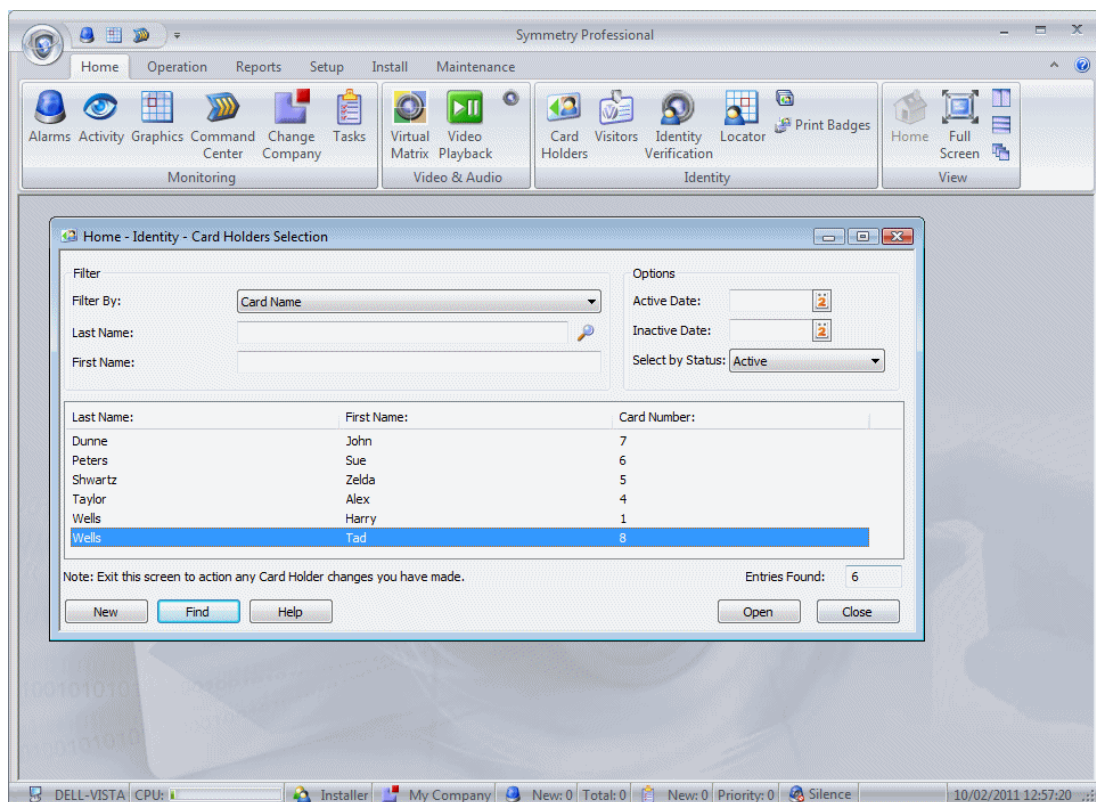 Symmetry Professional
Home Operation Reports Setup Install Maintenance
Alarms Activity Graphics Command Center Change Company Tasks
Virtual Matrix Video Playback
Card Holders Visitors Identity Verification Locator Print Badges
Home Full Screen
Monitoring Video & Audio Identity View
Home - Identity - Card Holders Selection
Filter
Filter By: Card Name
Last Name:
First Name:
Options
Active Date: 2
Inactive Date: 2
Select by Status: Active
Last Name: First Name: Card Number:
Dunne John 7
Peters Sue 6
Shwartz Zelda 5
Taylor Alex 4
Wells Harry 1
Wells Tad 8
Note: Exit this screen to action any Card Holder changes you have made.
Entries Found: 6
New Find Help Open Close
DELL-VISTA CPU: Installer My Company New: 0 Total: 0 New: 0 Priority: 0 Silence 10/02/2011 12:57:20